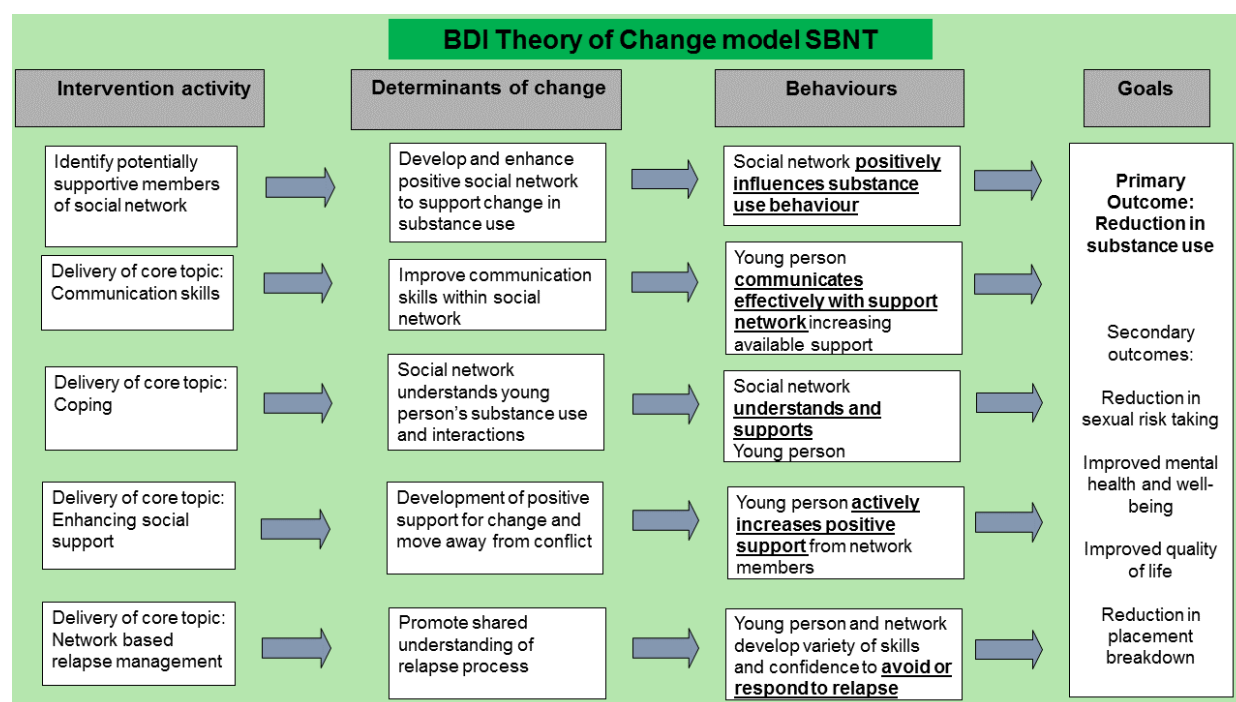 BDI Theory of Change model SBNT
Intervention activity
Determinants of change
Behaviours
Goals
Identify potentially
supportive members
of social network
Develop and enhance
positive social network
to support change in
substance use
Social network positively
influences substance
use behaviour
Delivery of core topic:
Communication skills
Improve communication
skills within social
network
Young person
communicates
effectively with support
network increasing
available support
Delivery of core topic:
Coping
Social network
understands young
person's substance use
and interactions
Social network
understands and
supports
Young person
Delivery of core topic:
Enhancing social
support
Development of positive
support for change and
move away from conflict
Young person actively
increases positive
support from network
members
Delivery of core topic:
Network based
relapse management
Promote shared
understanding of
relapse process
Young person and network
develop variety of skills
and confidence to avoid or
respond to relapse
Primary
Outcome:
Reduction in
substance use
Secondary
outcomes:
Reduction in
sexual risk taking
Improved mental
health and well-
being
Improved quality
of life
Reduction in
placement
breakdown